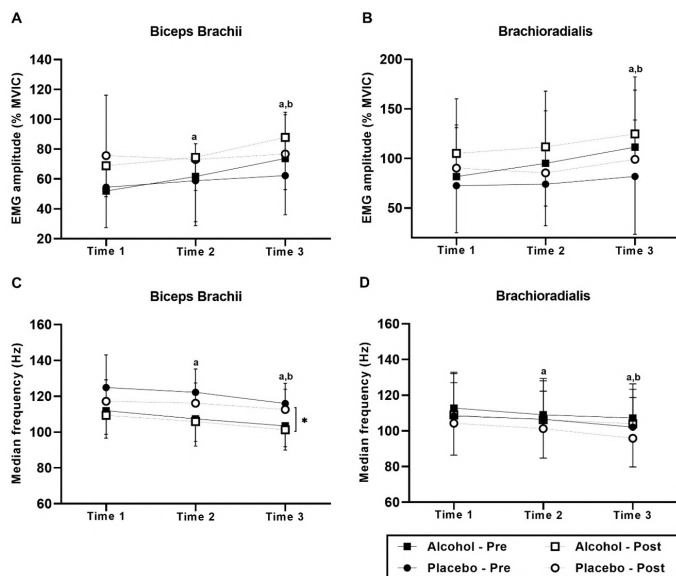 A
Biceps Brachii
EMG amplitude (% MVIC)
140
120
100
80
60
40
20
a
a,b
Time 1
Time 2
Time 3
B
Brachioradialis
EMG amplitude (% MVIC)
200
150
100
50
a,b
Time 1
Time 2
Time 3
C
Biceps Brachii
Median frequency (Hz)
160
140
120
100
80
60
a
a,b
*
Time 1
Time 2
Time 3
D
Brachioradialis
Median frequency (Hz)
160
140
120
100
80
60
a
a,b
Time 1
Time 2
Time 3
Alcohol - Pre
Alcohol - Post
Placebo - Pre
Placebo - Post